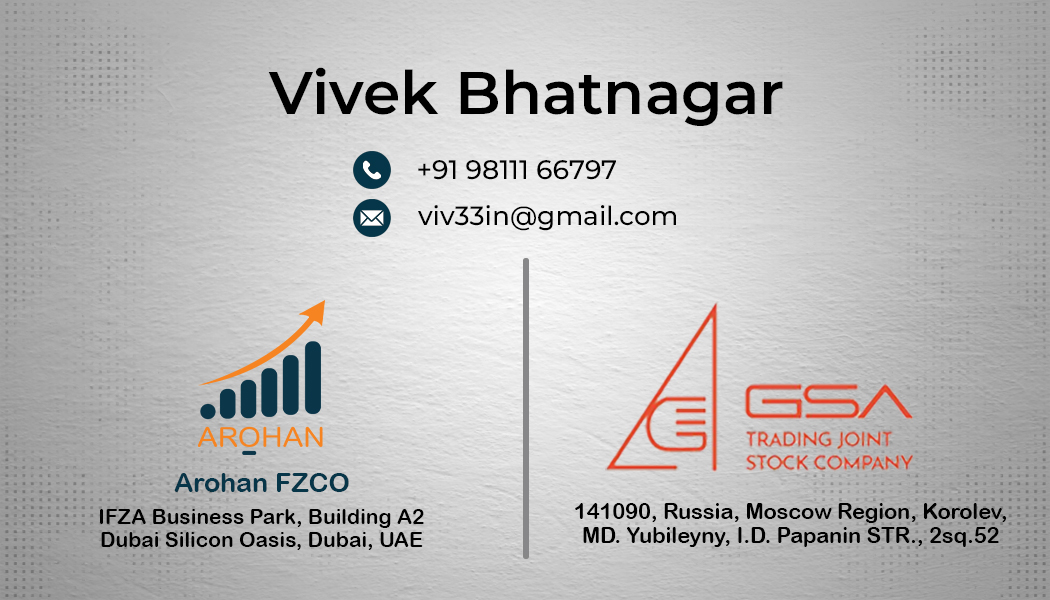 Vivek Bhatnagar
+91 98111 66797
viv33in@gmail.com
AROHAN
Arohan FZCO
IFZA Business Park, Building A2
Dubai Silicon Oasis, Dubai, UAE
GSA
TRADING JOINT
STOCK COMPANY
141090, Russia, Moscow Region, Korolev,
MD. Yubileyny, I.D. Papanin STR., 2sq.52